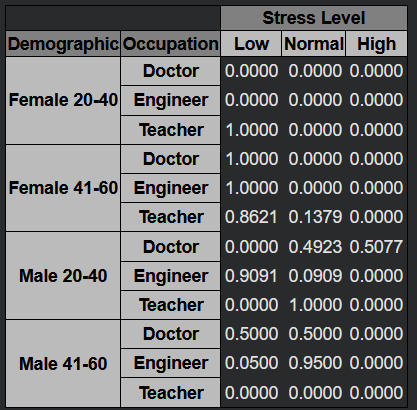 Stress Level
Demographic Occupation Low Normal High
Doctor 0.0000 0.0000 0.0000
Female 20-40 Engineer 0.0000 0.0000 0.0000
Teacher 1.0000 0.0000 0.0000
Doctor 1.0000 0.0000 0.0000
Female 41-60 Engineer 1.0000 0.0000 0.0000
Teacher 0.8621 0.1379 0.0000
Doctor 0.0000 0.4923 0.5077
Male 20-40 Engineer 0.9091 0.0909 0.0000
Teacher 0.0000 1.0000 0.0000
Doctor 0.5000 0.5000 0.0000
Male 41-60 Engineer 0.0500 0.9500 0.0000
Teacher 0.0000 0.0000 0.0000